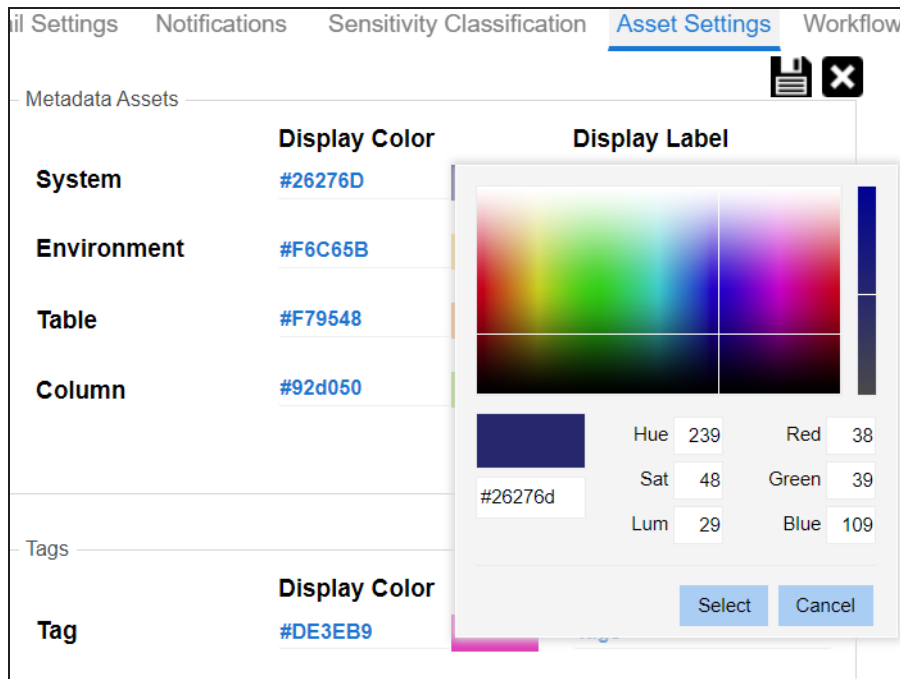 il Settings Notifications Sensitivity Classification Asset Settings Workflow
Metadata Assets
Display Color Display Label
System #26276D
Environment #F6C65B
Table #F79548
Column #92d050
Hue 239 Red 38
#26276d Sat 48 Green 39
Lum 29 Blue 109
Select Cancel
Tags
Display Color
Tag #DE3EB9